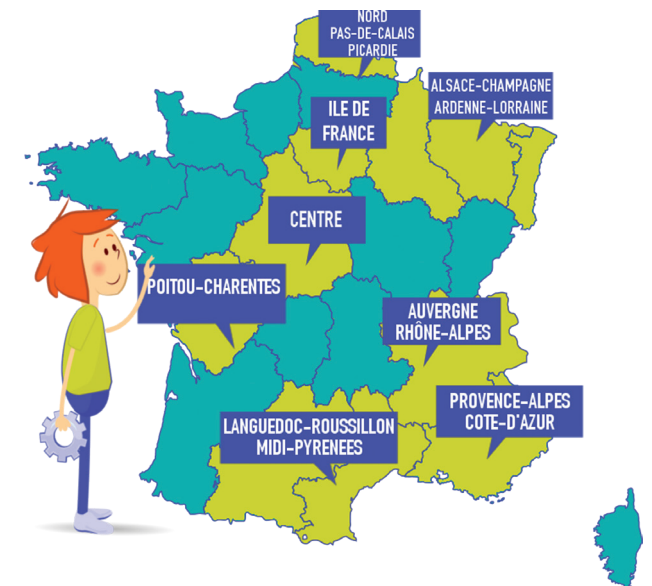 NORD
PAS-DE-CALAIS
PICARDIE
ALSACE-CHAMPAGNE
ARDENNE-LORRAINE
ILE DE
FRANCE
CENTRE
POITOU-CHARENTES
AUVERGNE
RHÔNE-ALPES
PROVENCE-ALPES
COTE-D'AZUR
LANGUEDOC-ROUSSILLON
MIDI-PYRENEES